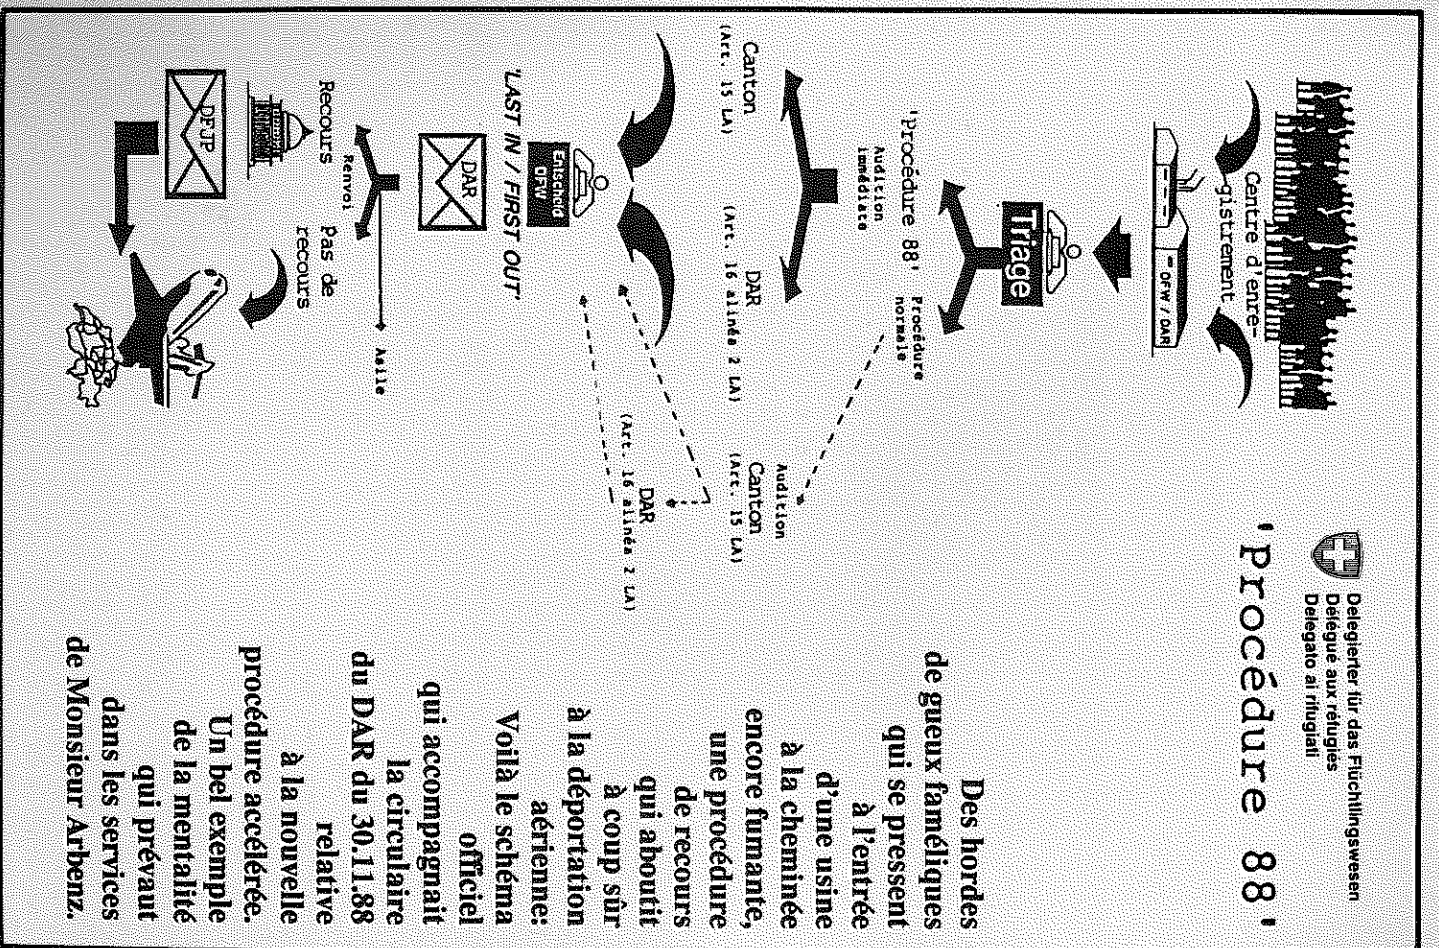 Delegierter für das Flüchtlingswesen
Délégué aux réfugiés
Delegato ai rifugiati
'Procédure 88'
Centre d'enre-
gistrement
DFW / DAR
Triage
'Procédure 88'
Procédure
normale
Audition
immédiate
Canton
(Art. 15 LA)
DAR
(Art. 16 alinéa 2 LA)
Audition
Canton
(Art. 15 LA)
DAR
(Art. 16 alinéa 2 LA)
Entscheid
DFW
'LAST IN / FIRST OUT'
DAR
Renvoi
Asile
Recours
pas de
recours
DFJP
Des hordes
de gueux faméliques
qui se pressent
à l'entrée
d'une usine
à la cheminée
encore fumante,
une procédure
de recours
qui aboutit
à coup sûr
à la déportation
aérienne:
Voilà le schéma
officiel
qui accompagnait
la circulaire
du DAR du 30.11.88
relative
à la nouvelle
procédure accélérée.
Un bel exemple
de la mentalité
qui prévaut
dans les services
de Monsieur Arbenz.